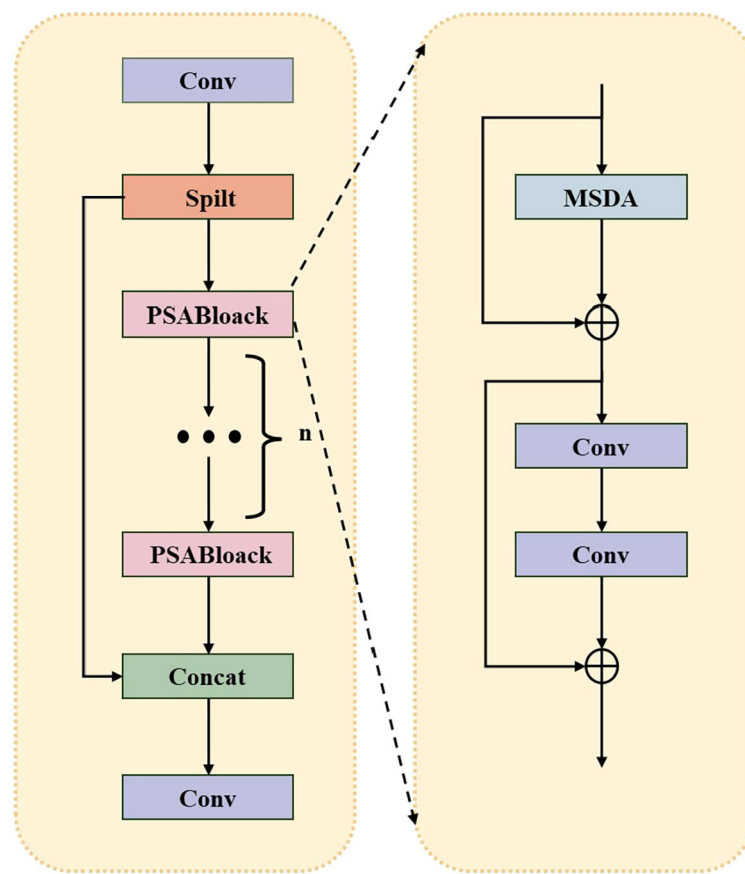 Conv
Spilt
PSABloack
n
PSABloack
Concat
Conv
MSDA
Conv
Conv